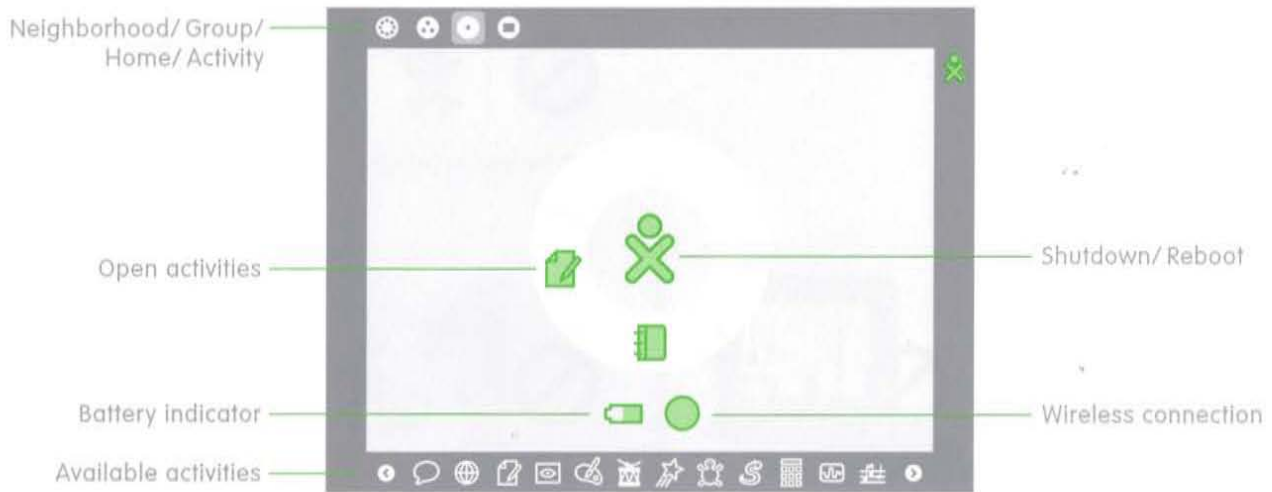 Neighborhood/ Group/
Home/ Activity
Open activities
Shutdown/ Reboot
Battery indicator
Wireless connection
Available activities